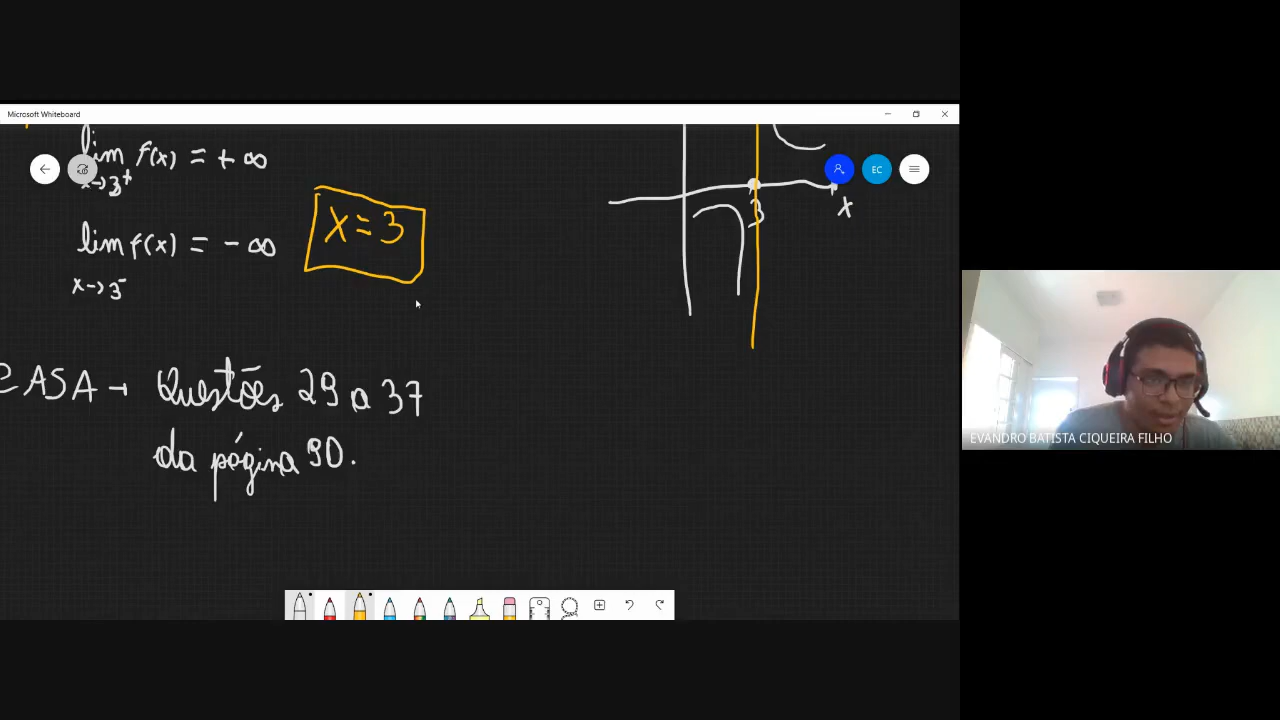 Microsoft Whiteboard
lim f(x) = + ∞
x→3⁺
lim f(x) = - ∞
x→3⁻
x = 3
3
x
EC
CASA → Questões 29 a 37
da página 90.
EVANDRO BATISTA CIQUEIRA FILHO